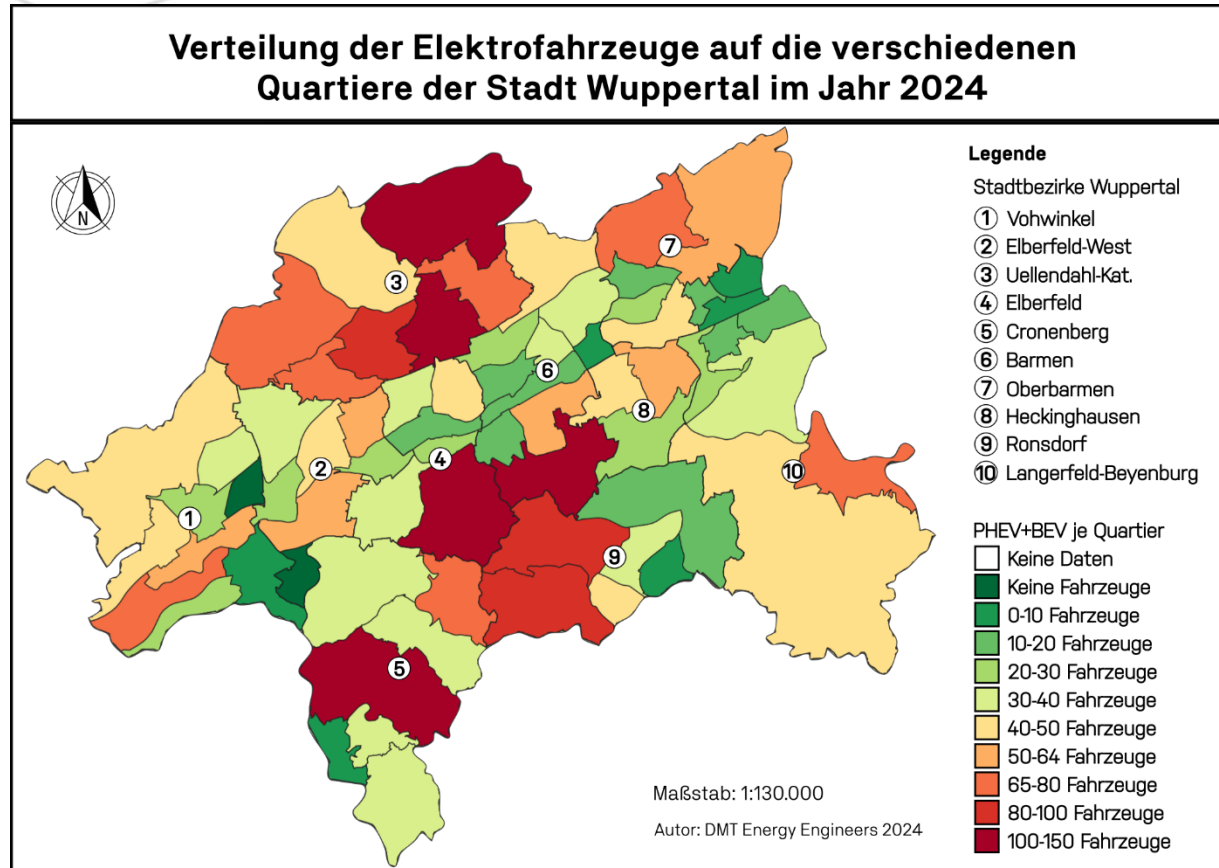 Verteilung der Elektrofahrzeuge auf die verschiedenen
Quartiere der Stadt Wuppertal im Jahr 2024
N
Legende
Stadtbezirke Wuppertal
1 Vohwinkel
2 Elberfeld-West
3 Uellendahl-Kat.
4 Elberfeld
5 Cronenberg
6 Barmen
7 Oberbarmen
8 Heckinghausen
9 Ronsdorf
10 Langerfeld-Beyenburg
PHEV+BEV je Quartier
Keine Daten
Keine Fahrzeuge
0-10 Fahrzeuge
10-20 Fahrzeuge
20-30 Fahrzeuge
30-40 Fahrzeuge
40-50 Fahrzeuge
50-64 Fahrzeuge
65-80 Fahrzeuge
80-100 Fahrzeuge
100-150 Fahrzeuge
7
3
6
8
4
2
10
1
9
5
Maßstab: 1:130.000
Autor: DMT Energy Engineers 2024